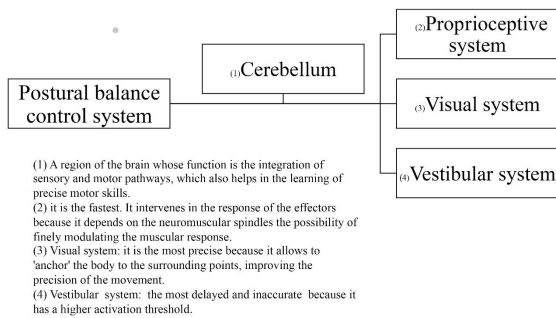 (2)Proprioceptive
system
(1)Cerebellum
Postural balance
control system
(3)Visual system
(4)Vestibular system
(1) A region of the brain whose function is the integration of
sensory and motor pathways, which also helps in the learning of
precise motor skills.
(2) it is the fastest. It intervenes in the response of the effectors
because it depends on the neuromuscular spindles the possibility of
finely modulating the muscular response.
(3) Visual system: it is the most precise because it allows to
'anchor' the body to the surrounding points, improving the
precision of the movement.
(4) Vestibular system: the most delayed and inaccurate because it
has a higher activation threshold.